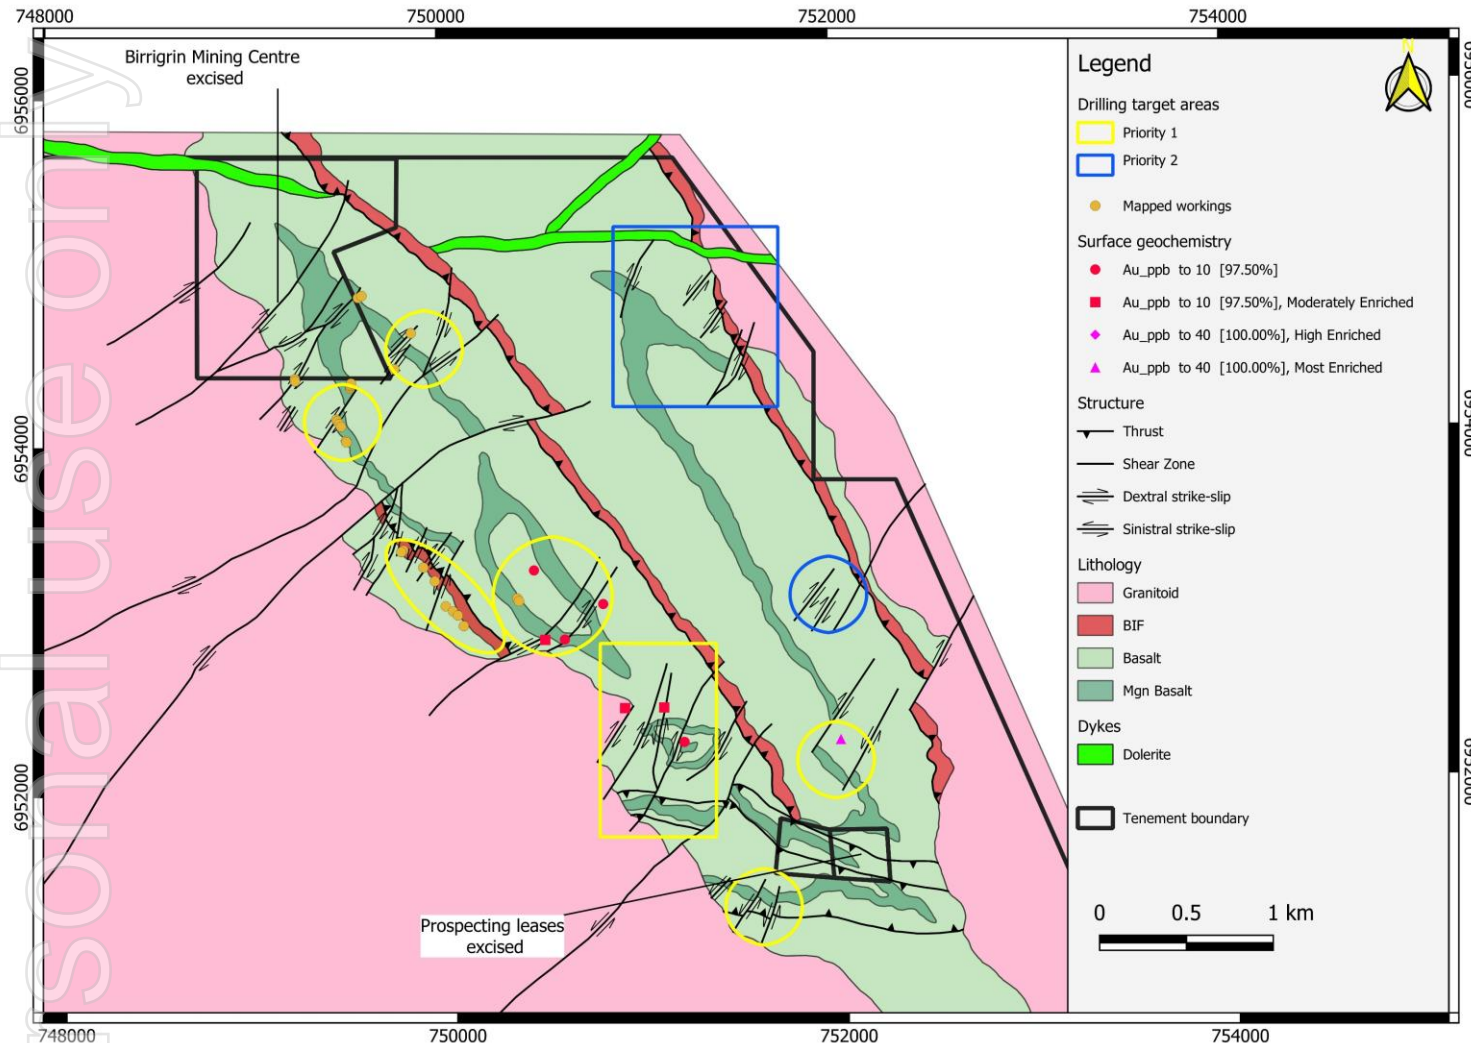 748000
750000
752000
754000
Birrigrin Mining Centre
excised
6956000
6954000
6952000
Prospecting leases
excised
Legend
N
Drilling target areas
Priority 1
Priority 2
Mapped workings
Surface geochemistry
Au_ppb to 10 [97.50%]
Au_ppb to 10 [97.50%], Moderately Enriched
Au_ppb to 40 [100.00%], High Enriched
Au_ppb to 40 [100.00%], Most Enriched
Structure
Thrust
Shear Zone
Dextral strike-slip
Sinistral strike-slip
Lithology
Granitoid
BIF
Basalt
Mgn Basalt
Dykes
Dolerite
Tenement boundary
0 0.5 1 km
748000
750000
752000
754000
sonal use only